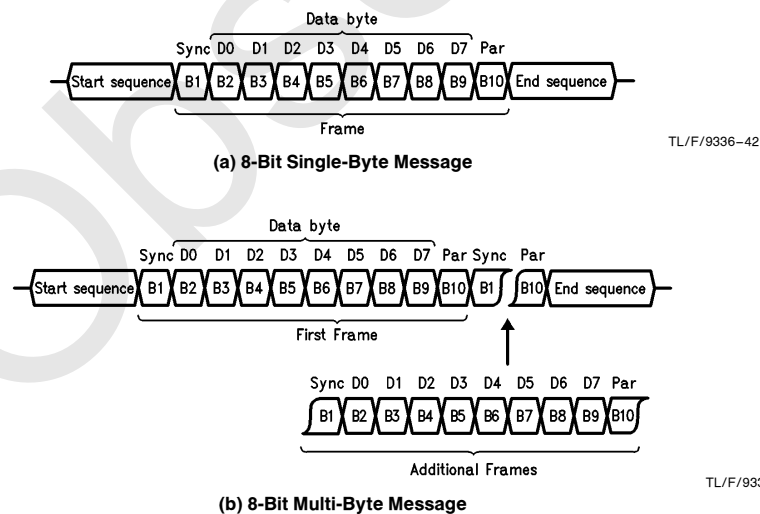 Data byte
Sync D0 D1 D2 D3 D4 D5 D6 D7 Par
Start sequence B1 B2 B3 B4 B5 B6 B7 B8 B9 B10 End sequence
Frame
TL/F/9336–42
(a) 8-Bit Single-Byte Message
Data byte
Sync D0 D1 D2 D3 D4 D5 D6 D7 Par Sync Par
Start sequence B1 B2 B3 B4 B5 B6 B7 B8 B9 B10 B1 B10 End sequence
First Frame
Sync D0 D1 D2 D3 D4 D5 D6 D7 Par
B1 B2 B3 B4 B5 B6 B7 B8 B9 B10
Additional Frames
TL/F/933
(b) 8-Bit Multi-Byte Message
Obs